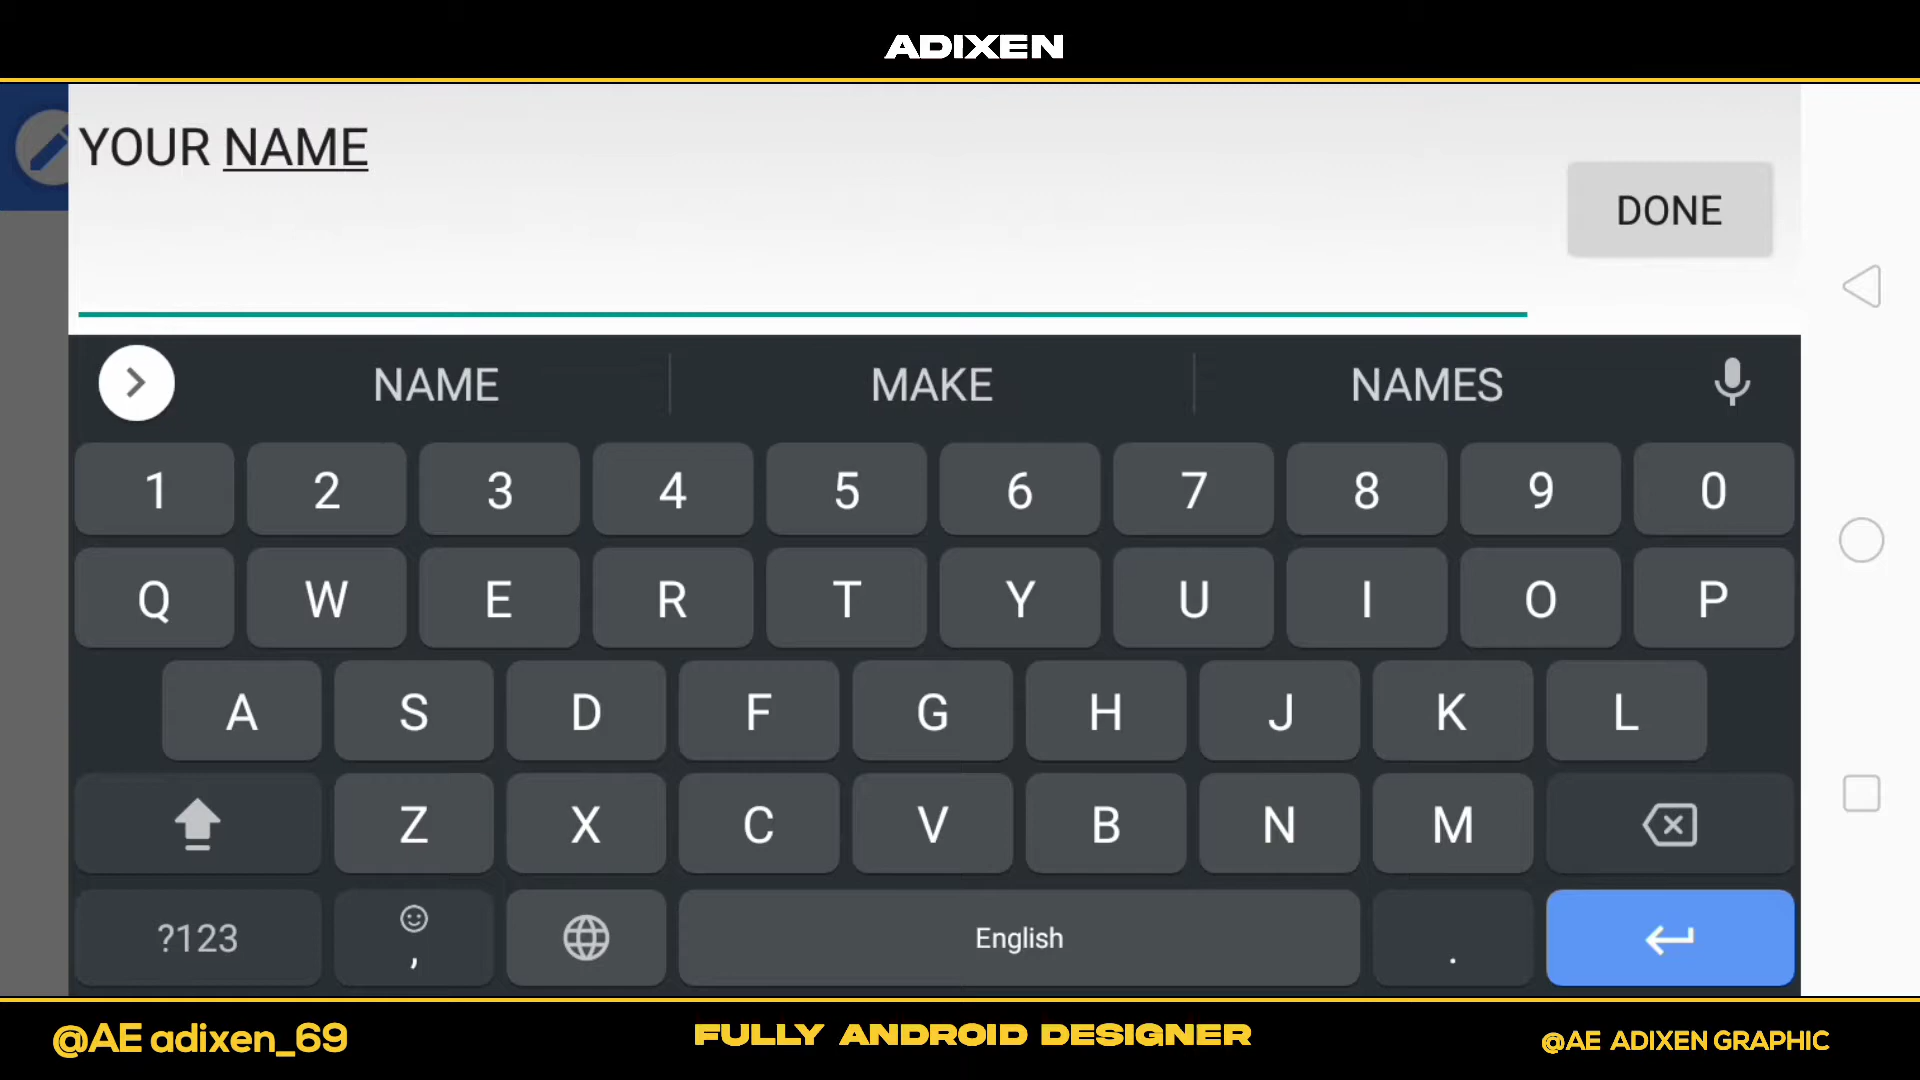 ADIXEN
YOUR NAME
DONE
NAME MAKE NAMES
1 2 3 4 5 6 7 8 9 0
Q W E R T Y U I O P
A S D F G H J K L
Z X C V B N M
?123 , English .
@AE adixen_69 FULLY ANDROID DESIGNER @AE ADIXEN GRAPHIC